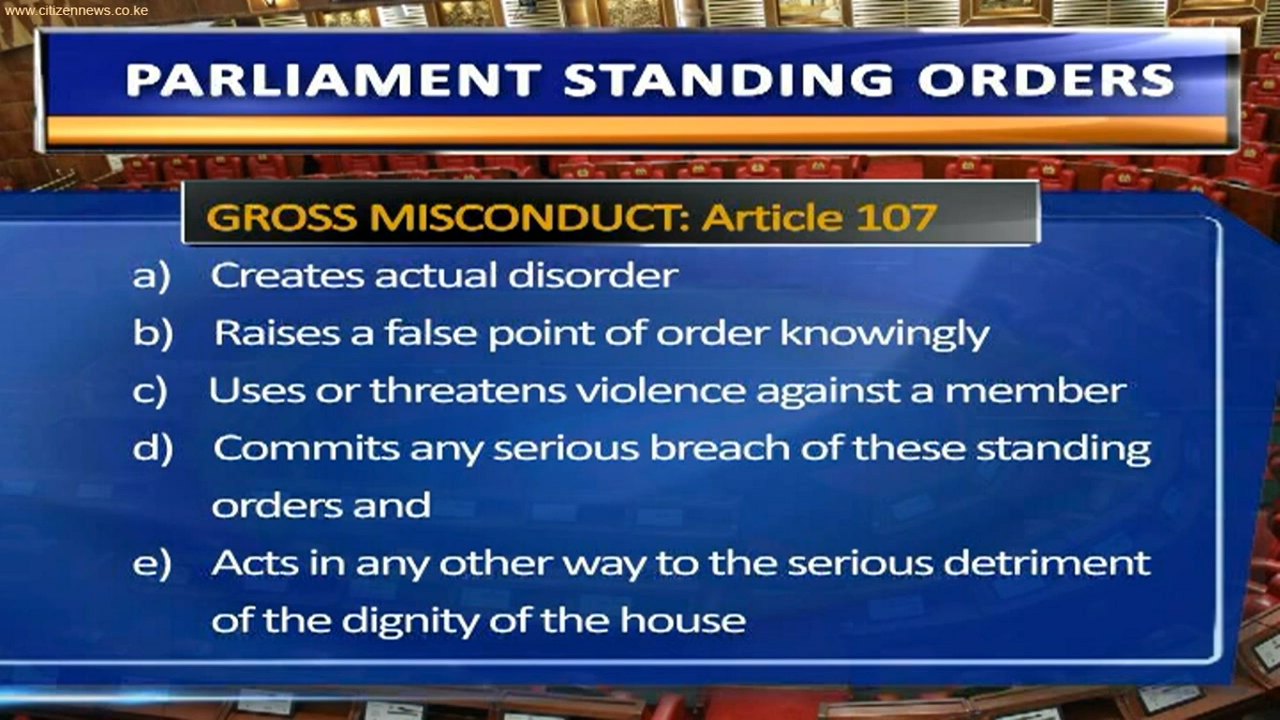 www.citizennews.co.ke
PARLIAMENT STANDING ORDERS
GROSS MISCONDUCT: Article 107
a) Creates actual disorder
b) Raises a false point of order knowingly
c) Uses or threatens violence against a member
d) Commits any serious breach of these standing
orders and
e) Acts in any other way to the serious detriment
of the dignity of the house